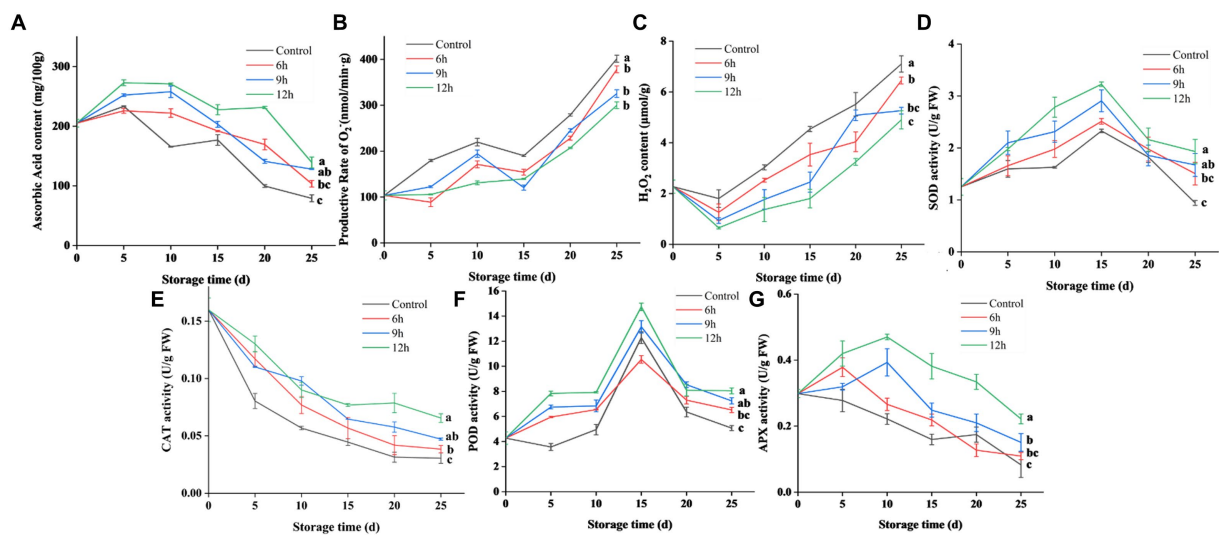 A
Ascorbic Acid content (mg/100g)
300
200
100
0
Control
6h
9h
12h
a
ab
bc
c
0 5 10 15 20 25
Storage time (d)
B
Productive Rate of O₂⁻ (nmol/min·g)
400
300
200
100
0
Control
6h
9h
12h
a
b
b
b
0 5 10 15 20 25
Storage time (d)
C
H₂O₂ content (μmol/g)
8
6
4
2
0
Control
6h
9h
12h
a
b
bc
c
0 5 10 15 20 25
Storage time (d)
D
SOD activity (U/g FW)
4
3
2
1
0
Control
6h
9h
12h
a
ab
bc
c
0 5 10 15 20 25
Storage time (d)
E
CAT activity (U/g FW)
0.15
0.10
0.05
0.00
Control
6h
9h
12h
a
ab
b
c
0 5 10 15 20 25
Storage time (d)
F
POD activity (U/g FW)
16
14
12
10
8
6
4
2
0
Control
6h
9h
12h
a
ab
bc
c
0 5 10 15 20 25
Storage time (d)
G
APX activity (U/g FW)
0.6
0.4
0.2
0.0
Control
6h
9h
12h
a
b
bc
c
0 5 10 15 20 25
Storage time (d)